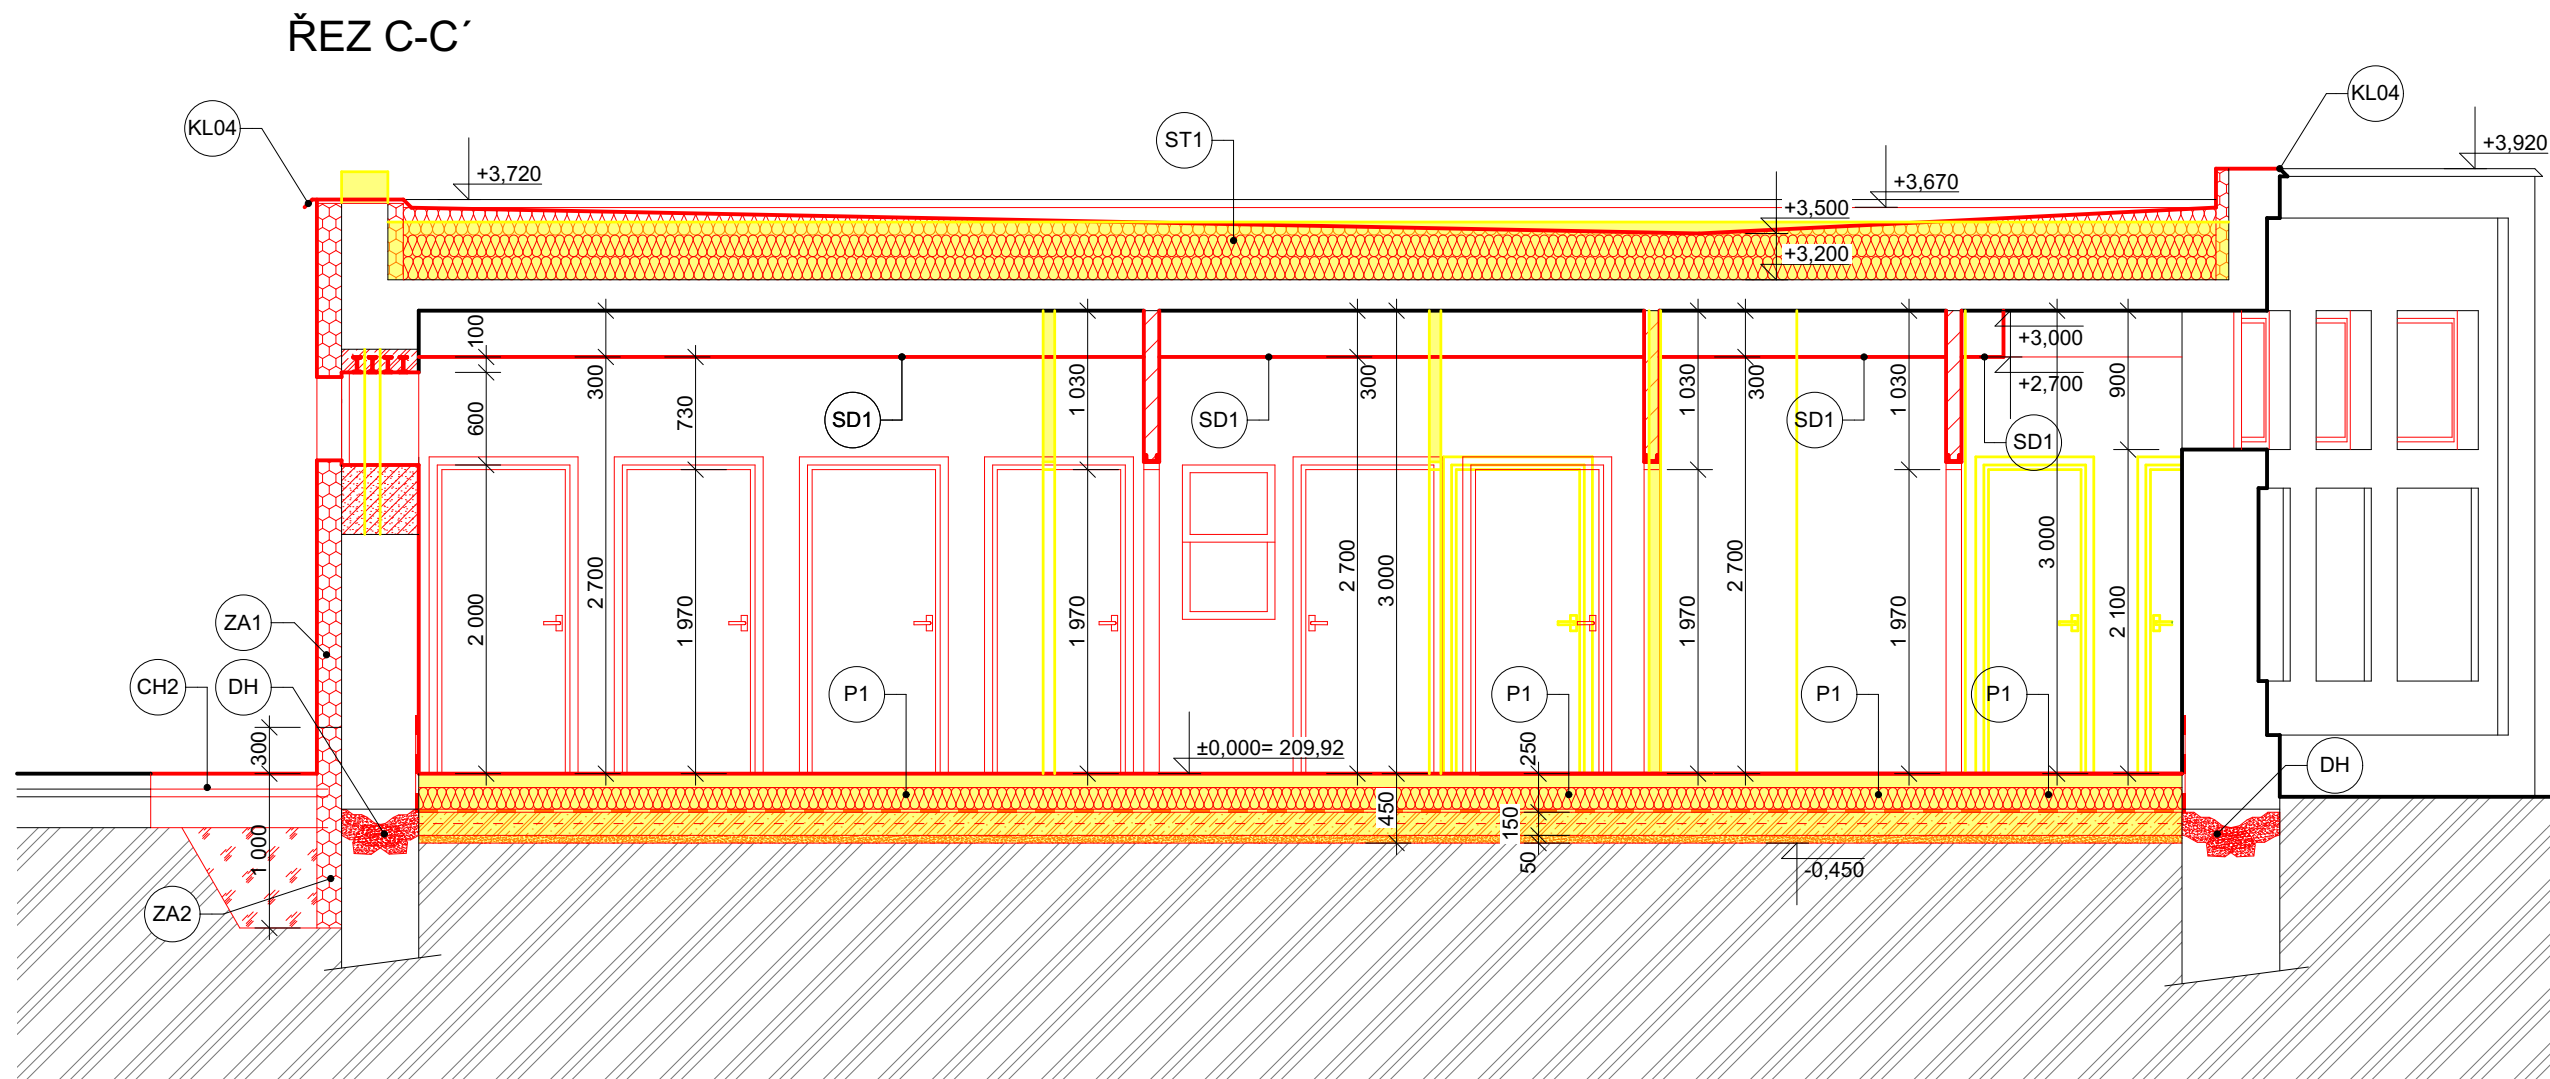 ŘEZ C-C´
KL04
KL04
ST1
+3,920
+3,720
+3,670
+3,500
+3,200
100
300
1 030
300
1 030
300
1 030
+3,000
+2,700
900
600
730
SD1
SD1
SD1
SD1
2 000
2 700
1 970
1 970
2 700
3 000
1 970
2 700
1 970
3 000
2 100
ZA1
CH2
DH
P1
P1
P1
P1
300
±0,000= 209,92
250
DH
450
150
1 000
50
-0,450
ZA2